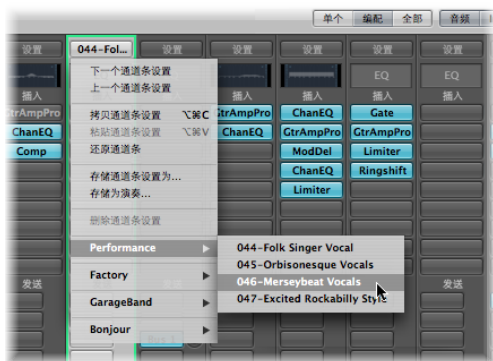 单个 编配 全部 音频
设置 044-Fol... 设置 设置 设置 设置 设置
EQ EQ
插入 插入 插入 插入 插入
GtrAmpPro GtrAmpPro ChanEQ Gate
ChanEQ ChanEQ GtrAmpPro GtrAmpPro
Comp ModDel Limiter
ChanEQ Ringshift
Limiter
下一个通道条设置
上一个通道条设置
拷贝通道条设置 ⌥⌘C
粘贴通道条设置 ⌥⌘V
还原通道条
存储通道条设置为...
存储为演奏...
删除通道条设置
Performance
Factory
GarageBand
Bonjour
044-Folk Singer Vocal
045-Orbisonesque Vocals
046-Merseybeat Vocals
047-Excited Rockabilly Style
发送 发送